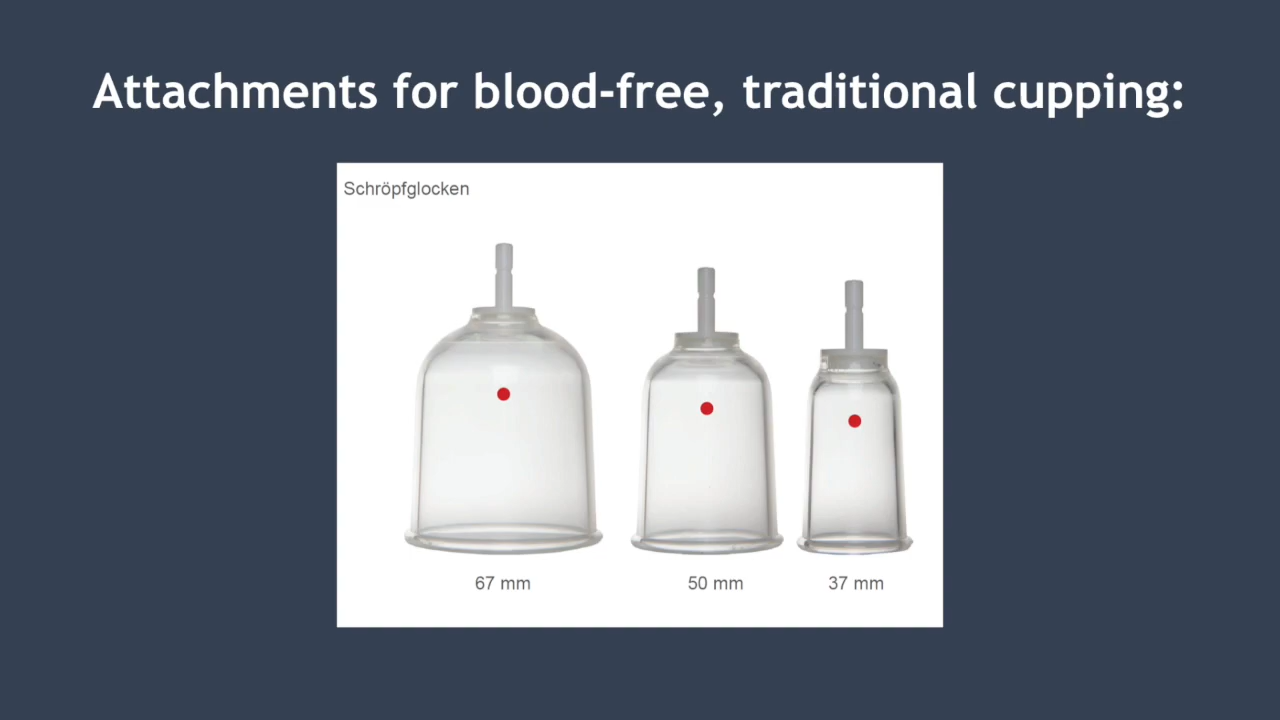 Attachments for blood-free, traditional cupping:
Schröpfglocken
67 mm
50 mm
37 mm